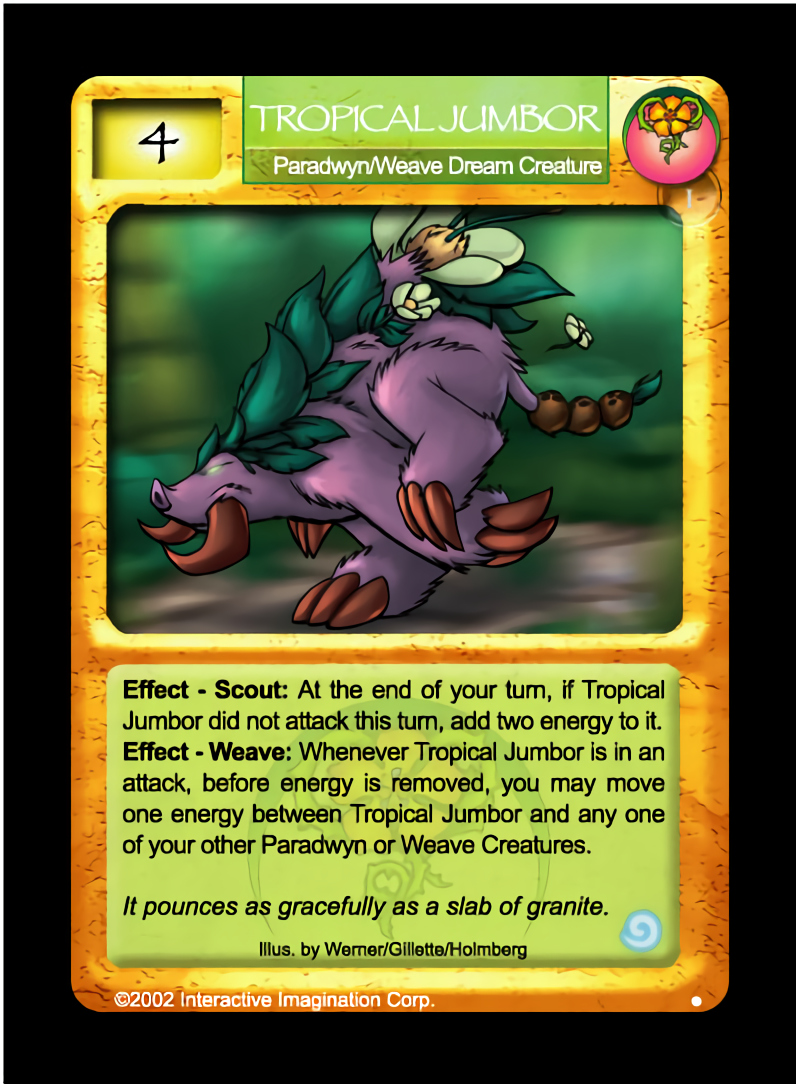 4
TROPICAL JUMBOR
Paradwyn/Weave Dream Creature
1
Effect - Scout: At the end of your turn, if Tropical
Jumbor did not attack this turn, add two energy to it.
Effect - Weave: Whenever Tropical Jumbor is in an
attack, before energy is removed, you may move
one energy between Tropical Jumbor and any one
of your other Paradwyn or Weave Creatures.
It pounces as gracefully as a slab of granite.
Illus. by Werner/Gillette/Holmberg
©2002 Interactive Imagination Corp.